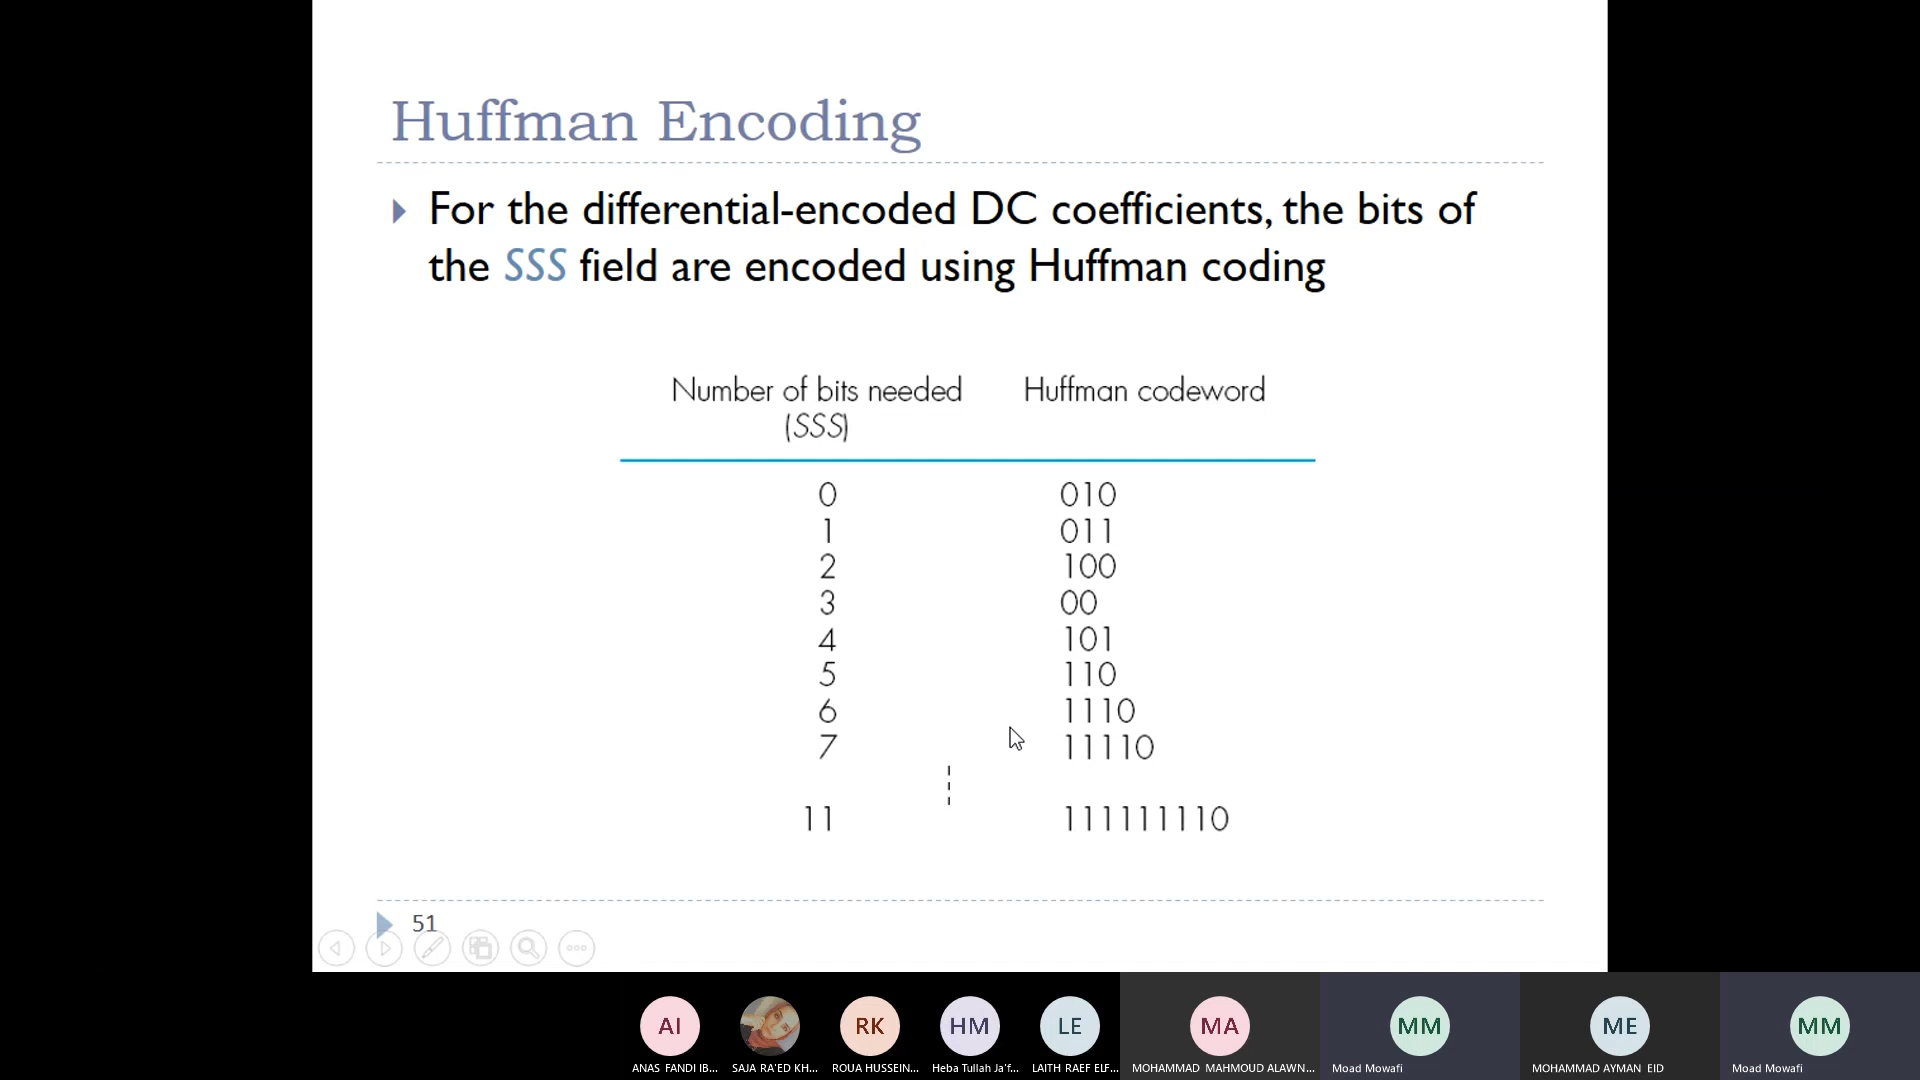 Huffman Encoding
For the differential-encoded DC coefficients, the bits of
the SSS field are encoded using Huffman coding
Number of bits needed Huffman codeword
(SSS)
0 010
1 011
2 100
3 00
4 101
5 110
6 1110
7 11110
11 111111110
51
AI SAJA RK HM LE MA MM ME MM
ANAS FANDI IB... SAJA RA'ED KH... ROUA HUSSEIN... Heba Tullah Ja'f... LAITH RAEF ELF... MOHAMMAD MAHMOUD ALAWN... Moad Mowafi MOHAMMAD AYMAN EID Moad Mowafi